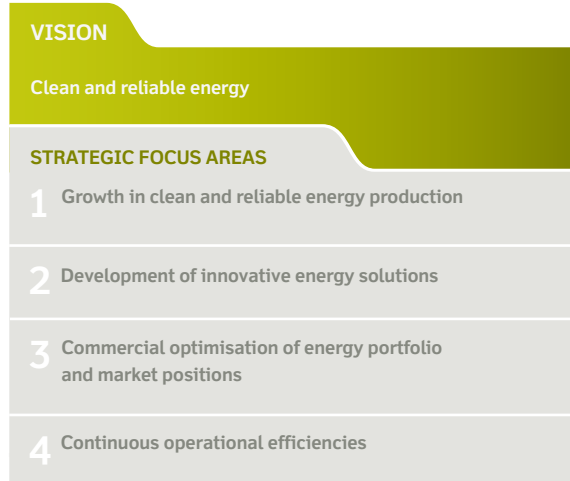 VISION
Clean and reliable energy
STRATEGIC FOCUS AREAS
1 Growth in clean and reliable energy production
2 Development of innovative energy solutions
3 Commercial optimisation of energy portfolio
and market positions
4 Continuous operational efficiencies